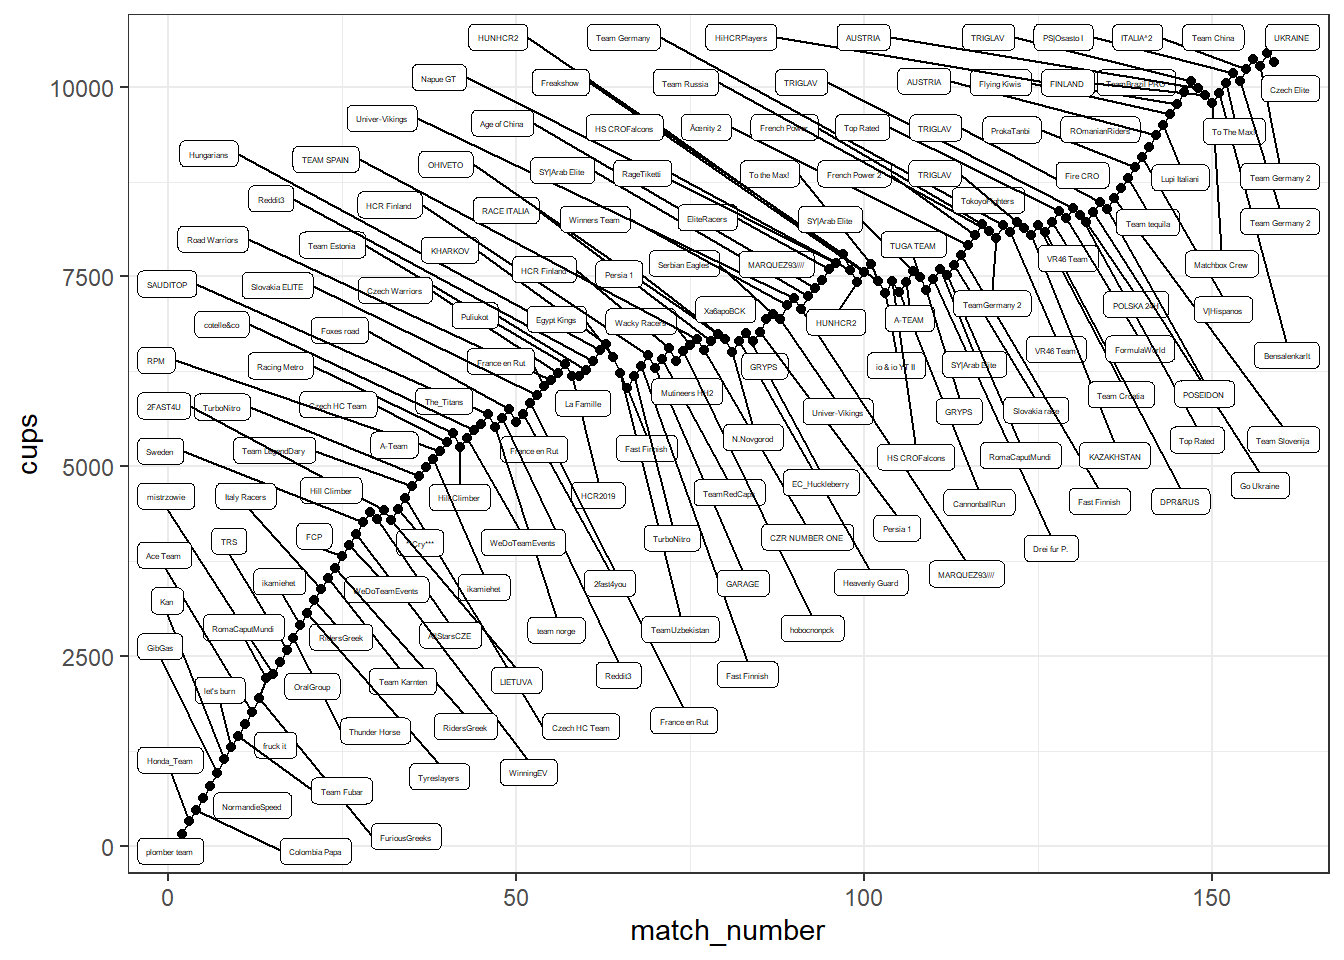 HUNHCR2
Team Germany
HiHCRPlayers
AUSTRIA
TRIGLAV
PS|Osasto I
ITALIA^2
Team China
UKRAINE
Napue GT
Freakshow
Team Russia
TRIGLAV
AUSTRIA
Flying Kiwis
FINLAND
TeamBrazil PRG
Czech Elite
10000
Univer-Vikings
Age of China
HS CROFalcons
Äœnity 2
French Power
Top Rated
TRIGLAV
ProkaTanbi
ROmanianRiders
To The Max!
Hungarians
TEAM SPAIN
OHIVETO
SY|Arab Elite
RageTiketti
To the Max!
French Power 2
TRIGLAV
Fire CRO
Lupi Italiani
Team Germany 2
Reddit3
HCR Finland
RACE ITALIA
Winners Team
EliteRacers
SY|Arab Elite
TokoyoFighters
Team tequila
Team Germany 2
Road Warriors
Team Estonia
KHARKOV
HCR Finland
Persia 1
Serbian Eagles
MARQUEZ93////
TUGA TEAM
VR46 Team
Matchbox Crew
7500
SAUDITOP
Slovakia ELITE
Czech Warriors
Puliukot
Egypt Kings
Wacky Racers
ХабароВСК
HUNHCR2
A-TEAM
TeamGermany 2
POLSKA 24H
V|Hispanos
cotelle&co
Foxes road
France en Rut
GRYPS
io & io YT II
SY|Arab Elite
VR46 Team
FormulaWorld
BensalenkarIt
RPM
Racing Metro
The_Titans
La Famille
Mutineers HH2
Univer-Vikings
GRYPS
Slovakia race
Team Croatia
POSEIDON
2FAST4U
TurboNitro
Czech HC Team
A-Team
France en Rut
Fast Finnish
N.Novgorod
HS CROFalcons
RomaCaputMundi
KAZAKHSTAN
Top Rated
Team Slovenija
cups
5000
Sweden
Team LegendDary
Hill Climber
Hill Climber
HCR2019
TeamRedCaps
EC_Huckleberry
CannonballRun
Fast Finnish
DPR&RUS
Go Ukraine
mistrzowie
Italy Racers
FCP
WeDoTeamEvents
TurboNitro
CZR NUMBER ONE
Persia 1
Drei fur P.
Ace Team
TRS
ikamiehet
WeDoTeamEvents
ikamiehet
2fast4you
GARAGE
Heavenly Guard
MARQUEZ93////
Kan
RomaCaputMundi
RidersGreek
AllStarsCZE
team norge
TeamUzbekistan
GibGas
let's burn
OralGroup
Team Karnten
LIETUVA
Reddit3
Fast Finnish
2500
Thunder Horse
RidersGreek
Czech HC Team
France en Rut
Honda_Team
fruck it
Tyreslayers
WinningEV
NormandieSpeed
Team Fubar
plomber team
Colombia Papa
FuriousGreeks
0
0
50
100
150
match_number